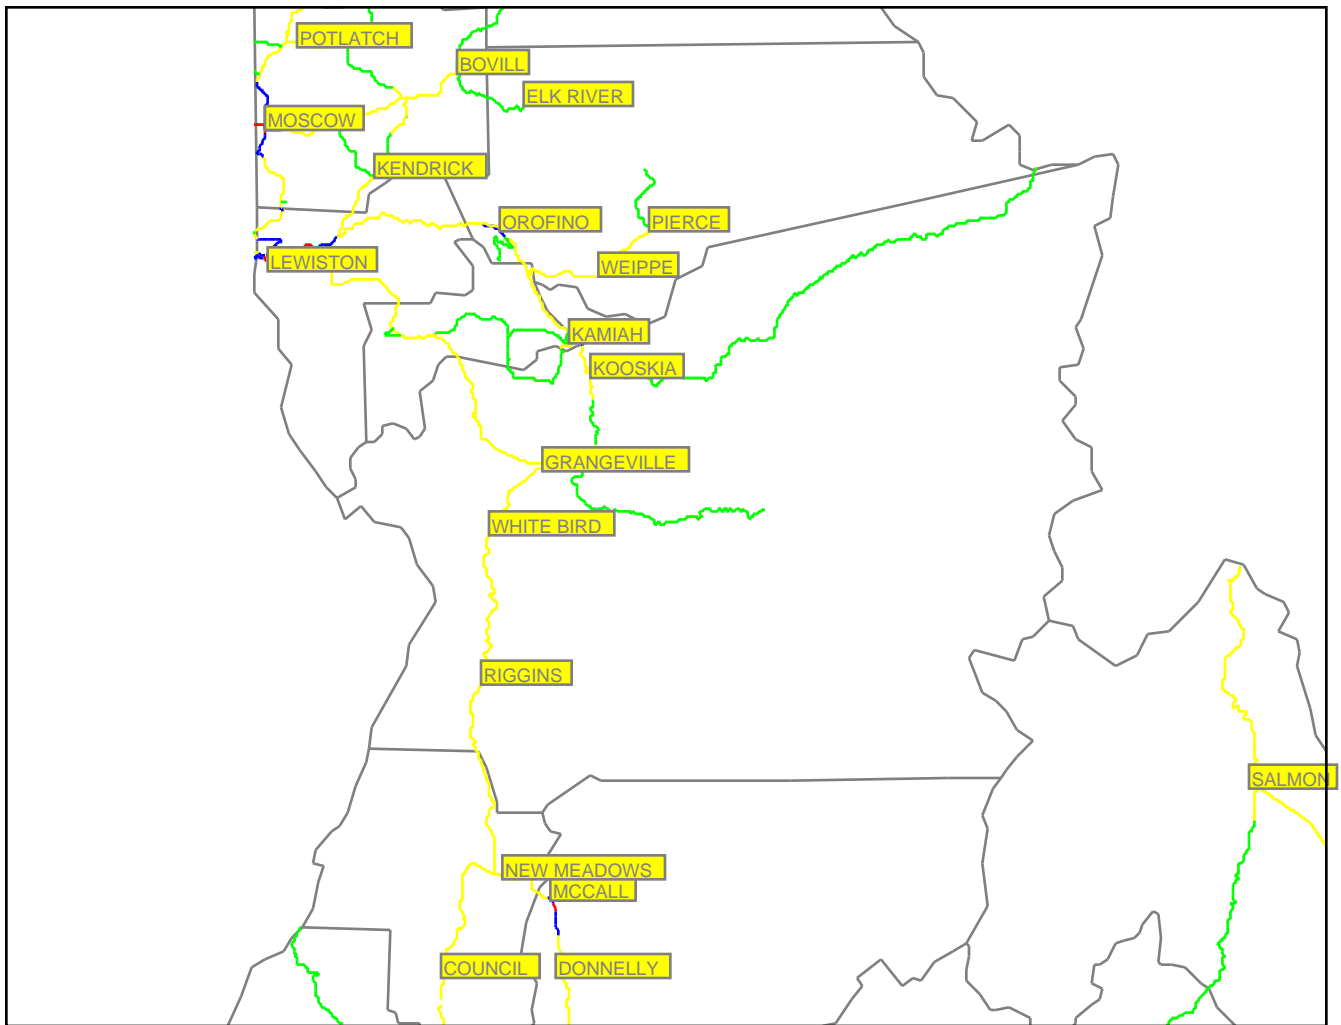 POTLATCH
BOVILL
ELK RIVER
MOSCOW
KENDRICK
OROFINO
PIERCE
LEWISTON
WEIPPE
KAMIAH
KOOSKIA
GRANGEVILLE
WHITE BIRD
RIGGINS
SALMON
NEW MEADOWS
MCCALL
COUNCIL
DONNELLY